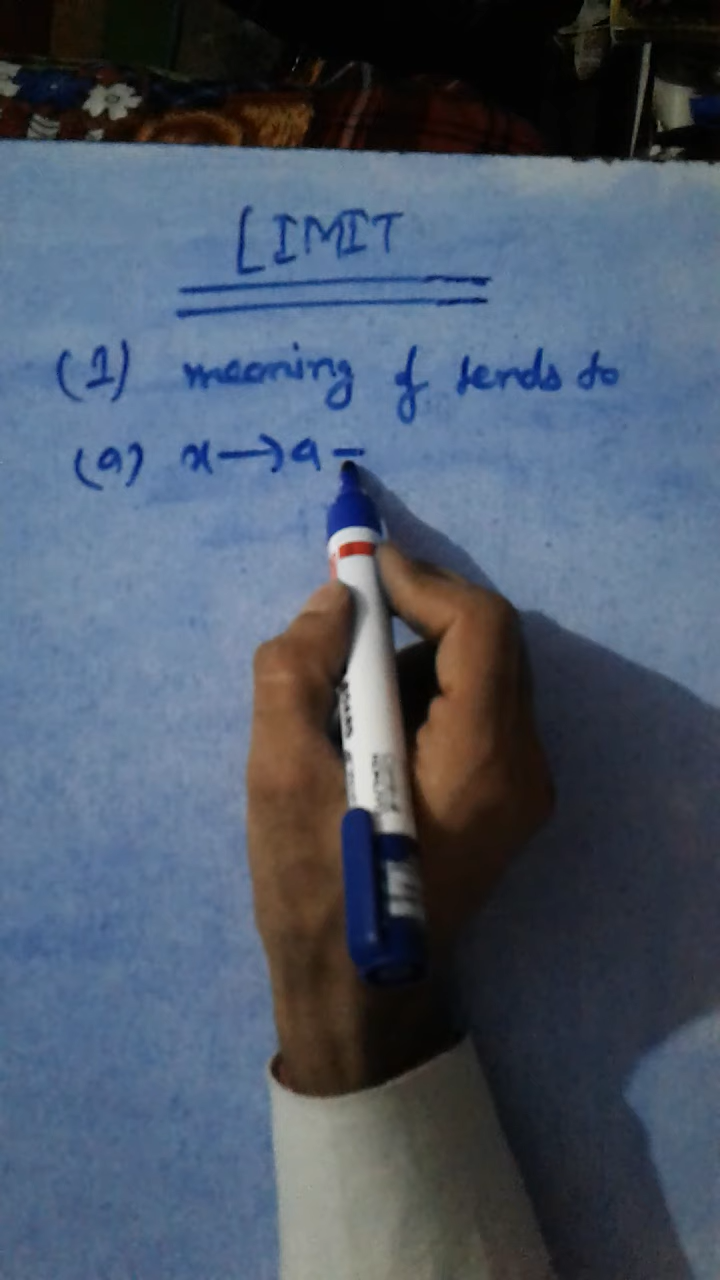 LIMIT
(1) meaning of tends to
(a) x→a –